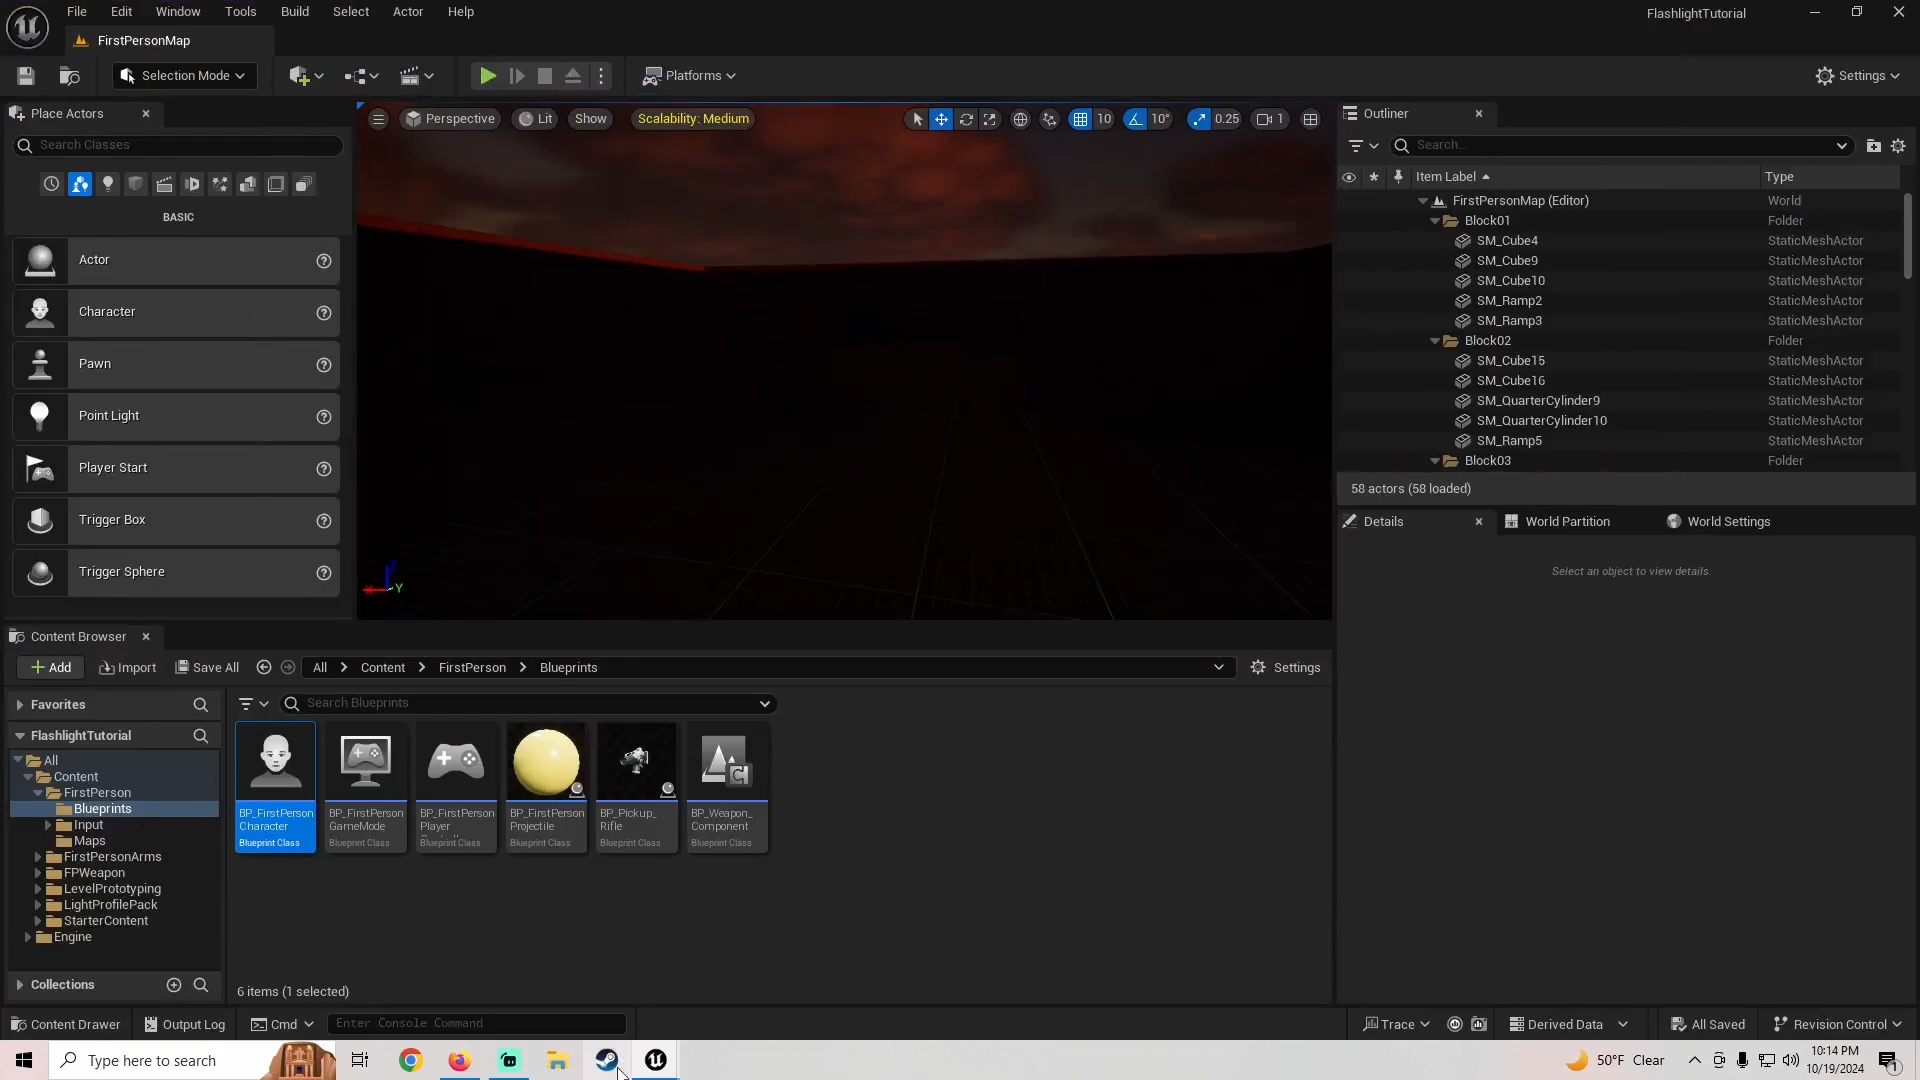 File Edit Window Tools Build Select Actor Help
FlashlightTutorial
FirstPersonMap
Selection Mode
Platforms
Settings
Place Actors
Search Classes
BASIC
Actor
Character
Pawn
Point Light
Player Start
Trigger Box
Trigger Sphere
Perspective
Lit
Show
Scalability: Medium
10
10°
0.25
1
Y
Outliner
Search...
Item Label
Type
FirstPersonMap (Editor) World
Block01 Folder
SM_Cube4 StaticMeshActor
SM_Cube9 StaticMeshActor
SM_Cube10 StaticMeshActor
SM_Ramp2 StaticMeshActor
SM_Ramp3 StaticMeshActor
Block02 Folder
SM_Cube15 StaticMeshActor
SM_Cube16 StaticMeshActor
SM_QuarterCylinder9 StaticMeshActor
SM_QuarterCylinder10 StaticMeshActor
SM_Ramp5 StaticMeshActor
Block03 Folder
58 actors (58 loaded)
Details
World Partition
World Settings
Select an object to view details.
Content Browser
Add
Import
Save All
All > Content > FirstPerson > Blueprints
Settings
Favorites
FlashlightTutorial
All
Content
FirstPerson
Blueprints
Input
Maps
FirstPersonArms
FPWeapon
LevelPrototyping
LightProfilePack
StarterContent
Engine
Collections
Search Blueprints
BP_FirstPerson
Character
Blueprint Class
BP_FirstPerson
GameMode
Blueprint Class
BP_FirstPerson
Player
Blueprint Class
BP_FirstPerson
Projectile
Blueprint Class
BP_Pickup_
Rifle
Blueprint Class
BP_Weapon_
Component
Blueprint Class
6 items (1 selected)
Content Drawer
Output Log
Cmd
Enter Console Command
Trace
Derived Data
All Saved
Revision Control
Type here to search
50°F Clear
10:14 PM
10/19/2024
1